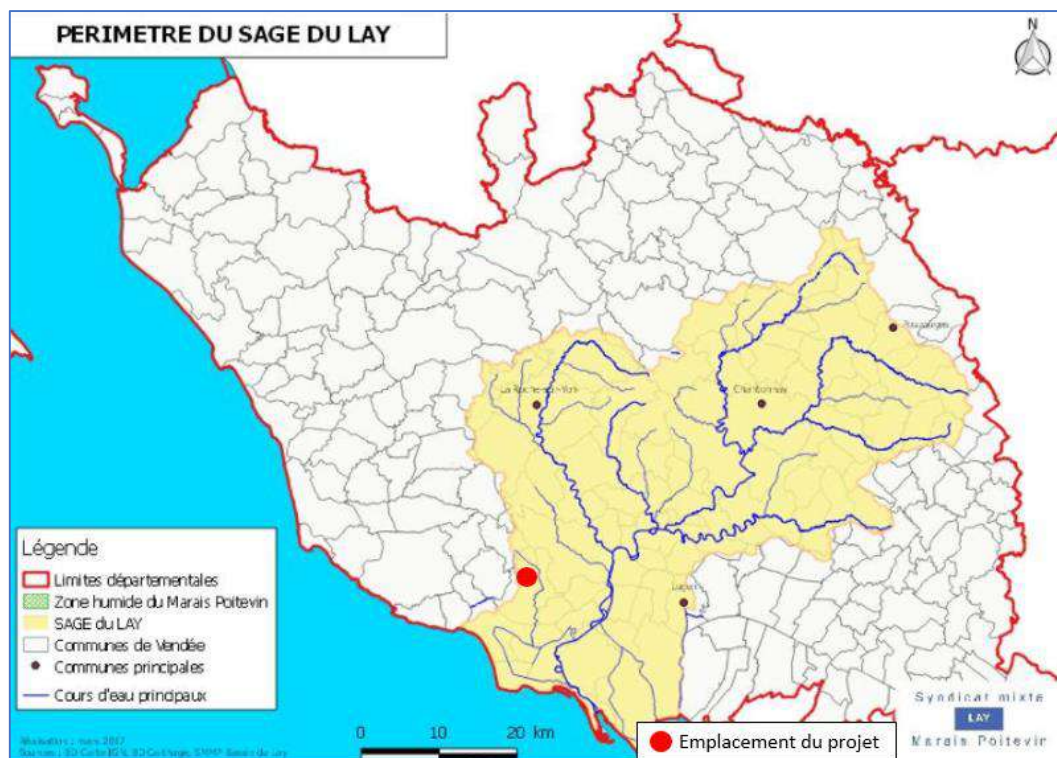 PERIMETRE DU SAGE DU LAY
N
Pouzauges
La Roche-sur-Yon
Chantonnay
Luçon
Légende
Limites départementales
Zone humide du Marais Poitevin
SAGE du LAY
Communes de Vendée
Communes principales
Cours d'eau principaux
0 10 20 km
Emplacement du projet
Syndicat mixte
LAY
Marais Poitevin